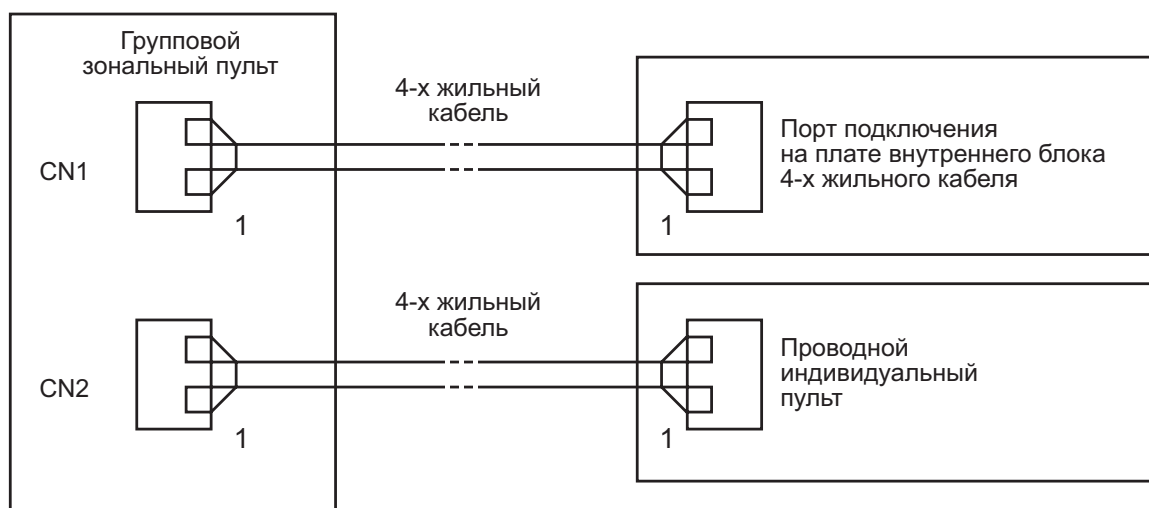 Групповой
зональный пульт
4-х жильный
кабель
CN1
1
1
Порт подключения
на плате внутреннего блока
4-х жильного кабеля
4-х жильный
кабель
CN2
1
1
Проводной
индивидуальный
пульт